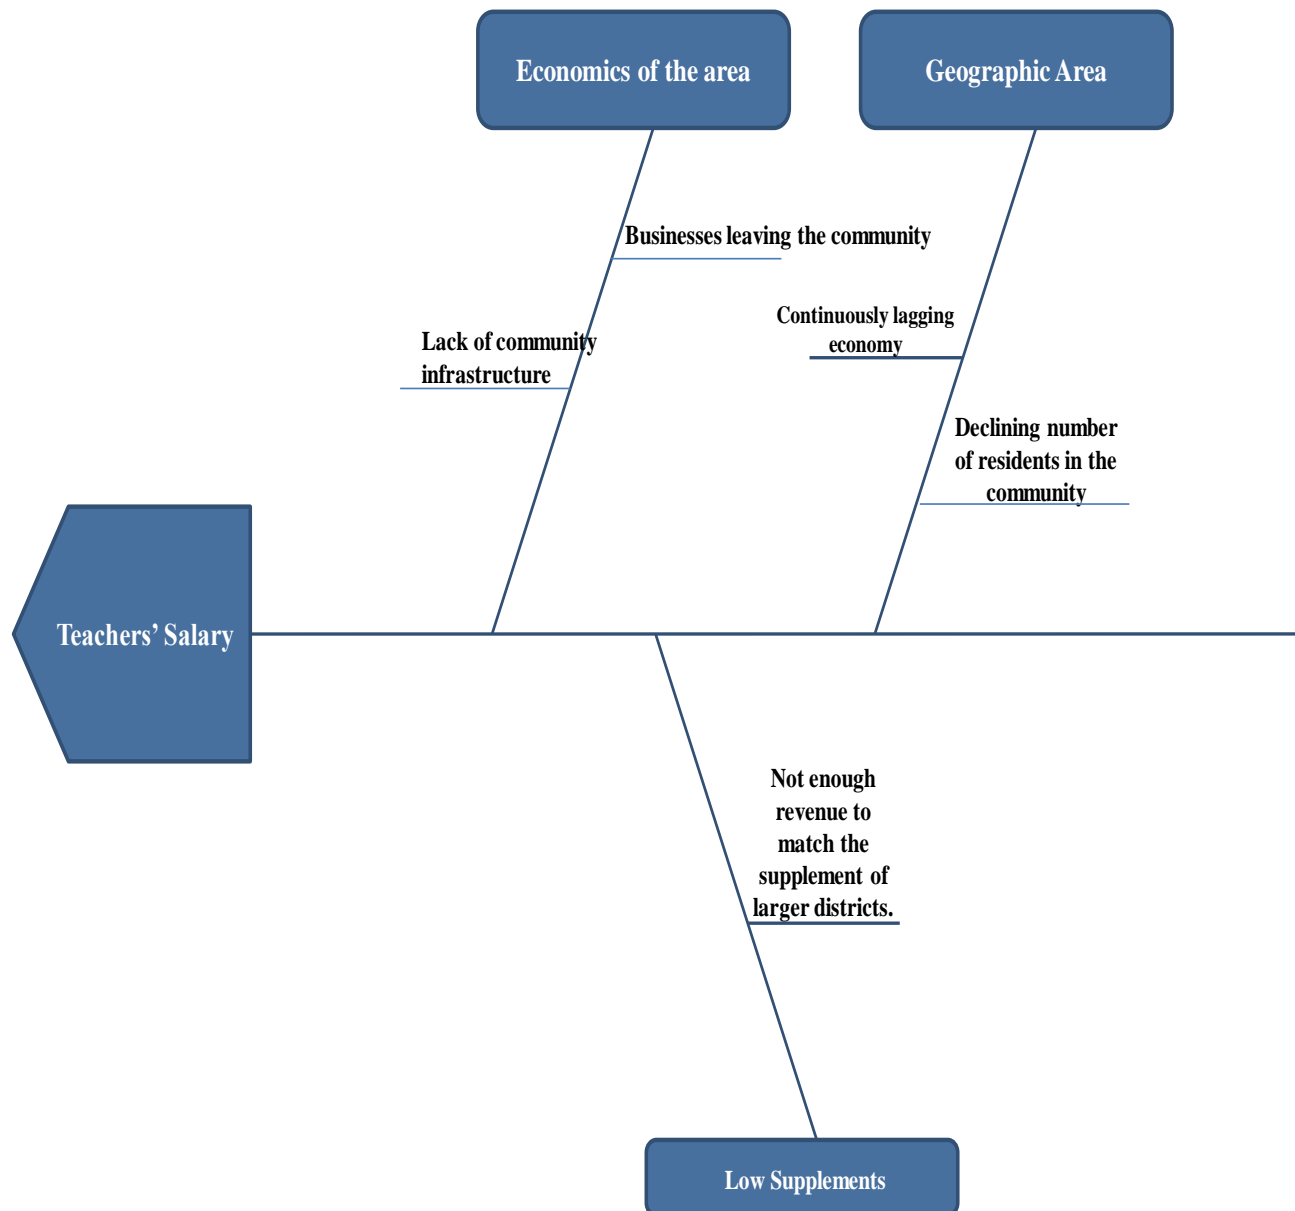 Economics of the area
Geographic Area
Businesses leaving the community
Continuously lagging
economy
Lack of community
infrastructure
Declining number
of residents in the
community
Teachers’ Salary
Not enough
revenue to
match the
supplement of
larger districts.
Low Supplements